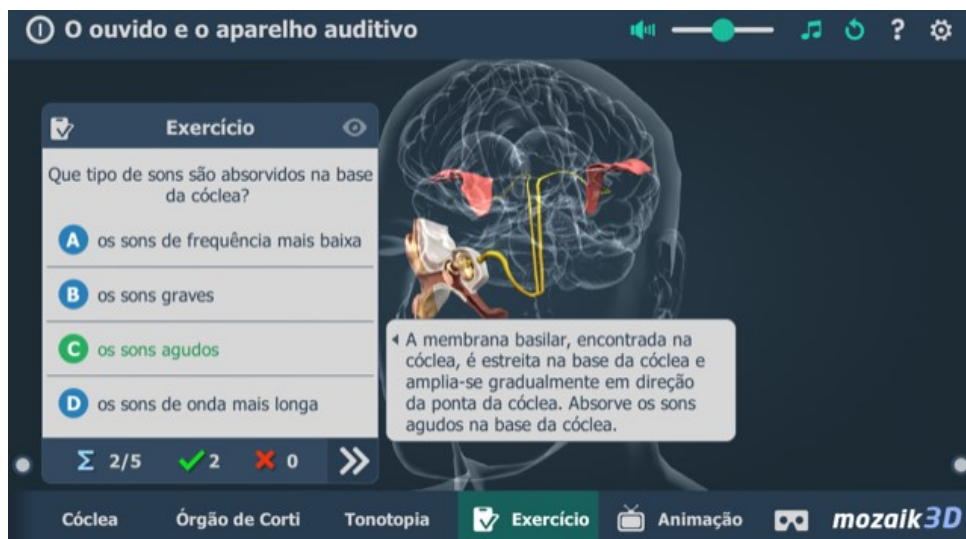 O ouvido e o aparelho auditivo
?
Exercício
Que tipo de sons são absorvidos na base
da cóclea?
A os sons de frequência mais baixa
B os sons graves
C os sons agudos
D os sons de onda mais longa
Σ 2/5 2 0
A membrana basilar, encontrada na
cóclea, é estreita na base da cóclea e
amplia-se gradualmente em direção
da ponta da cóclea. Absorve os sons
agudos na base da cóclea.
Cóclea Órgão de Corti Tonotopia Exercício Animação mozaik3D